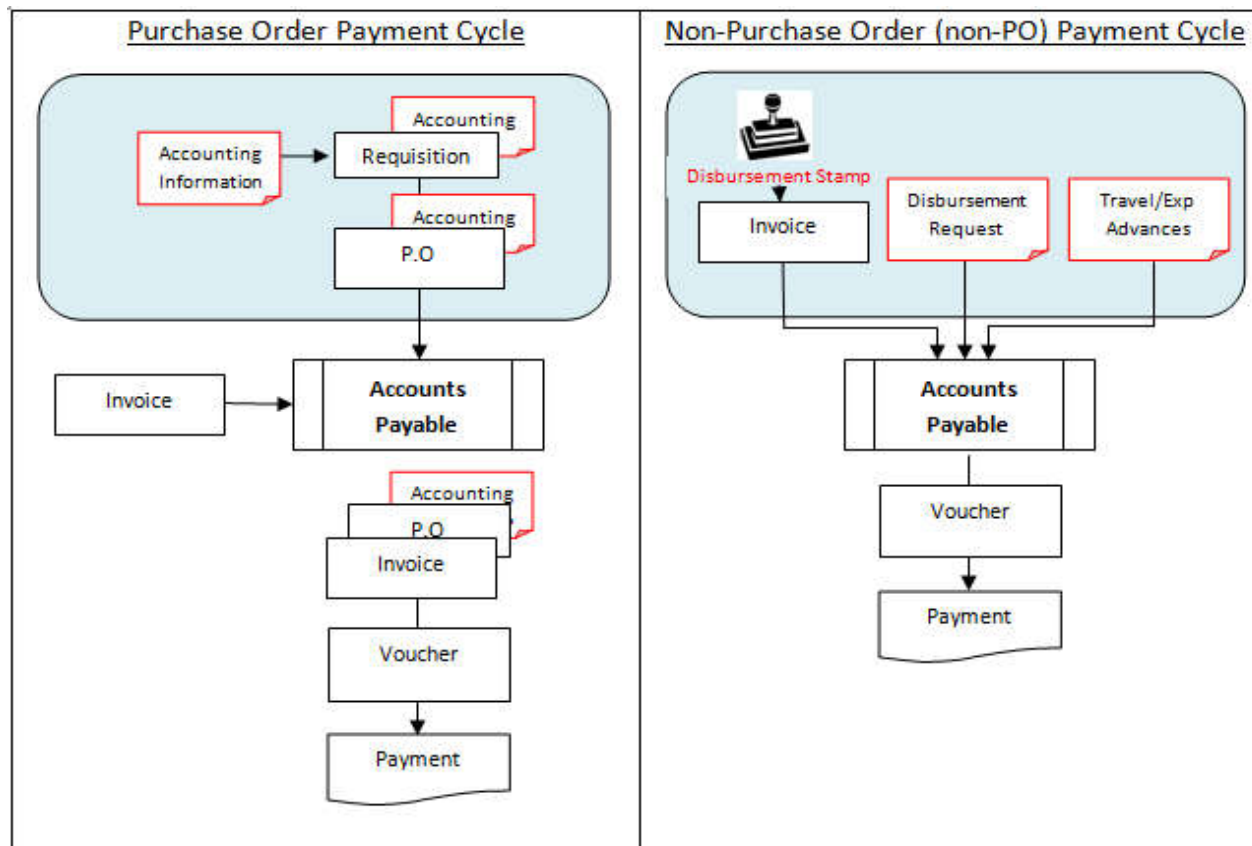 Purchase Order Payment Cycle
Accounting
Accounting
Information
Requisition
Accounting
P.O
Invoice
Accounts
Payable
Accounting
P.O
Invoice
Voucher
Payment
Non-Purchase Order (non-PO) Payment Cycle
Disbursement Stamp
Invoice
Disbursement
Request
Travel/Exp
Advances
Accounts
Payable
Voucher
Payment